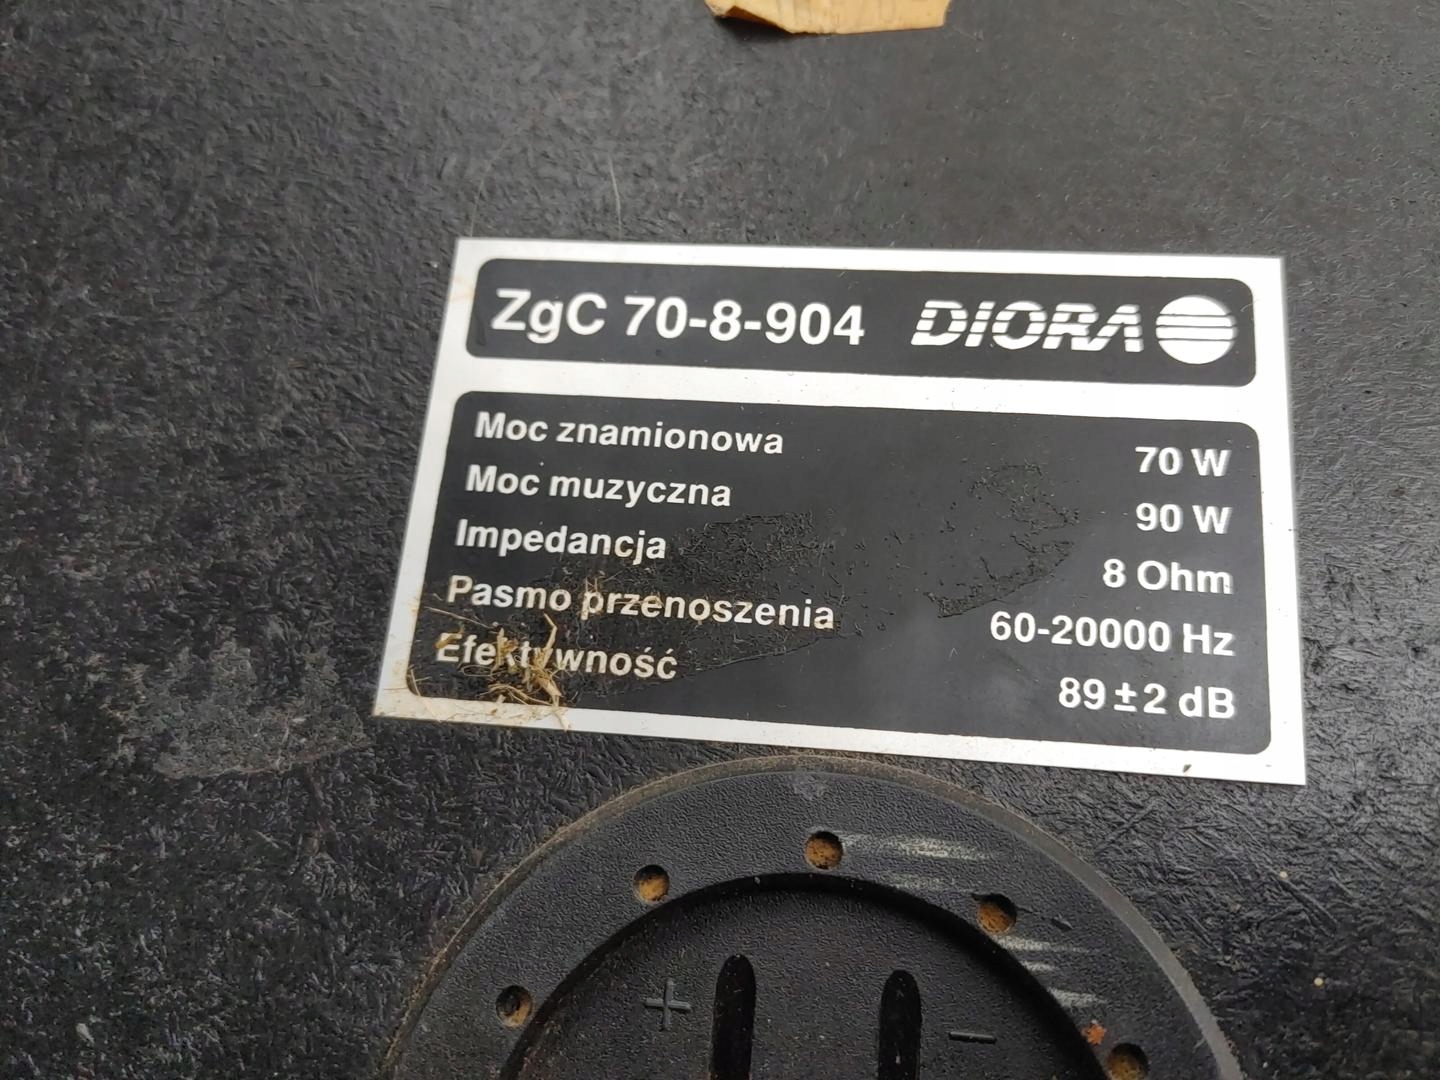 ZgC 70-8-904 DIORA
Moc znamionowa 70 W
Moc muzyczna 90 W
Impedancja 8 Ohm
Pasmo przenoszenia 60-20000 Hz
Efektywność 89±2 dB
+ −